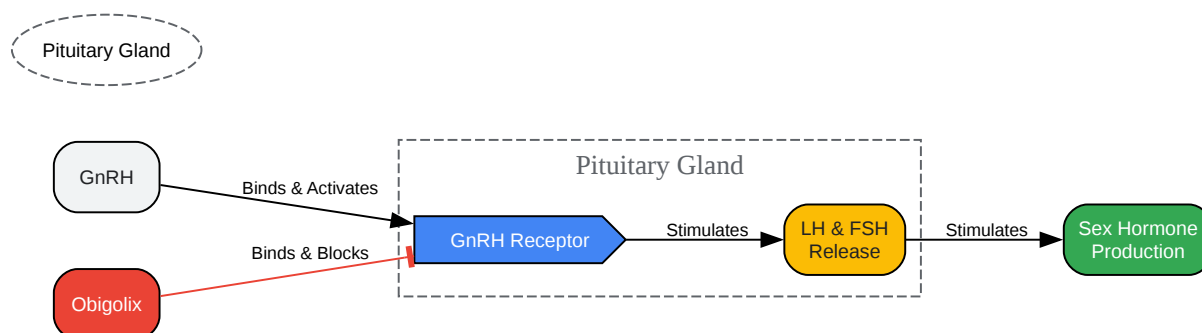 Pituitary Gland
Pituitary Gland
GnRH
Binds & Activates
GnRH Receptor
Stimulates
LH & FSH
Release
Stimulates
Sex Hormone
Production
Binds & Blocks
Obigolix